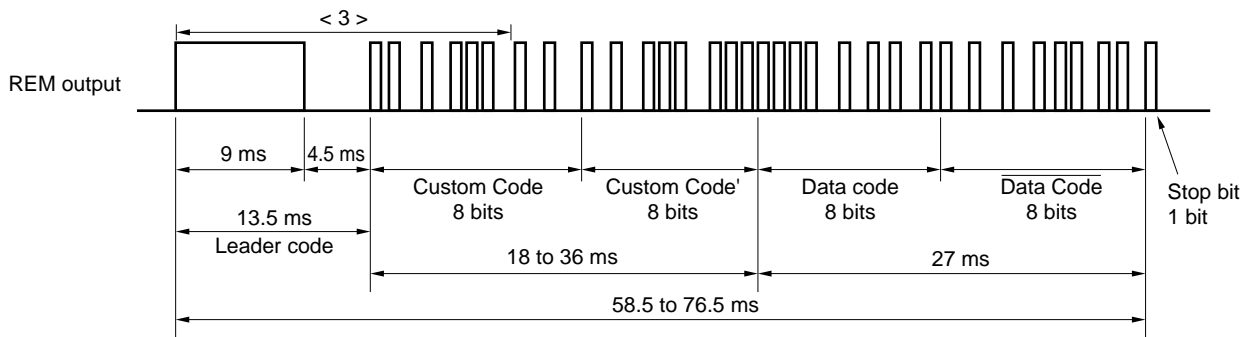 < 3 >
REM output
9 ms
4.5 ms
Custom Code
8 bits
Custom Code'
8 bits
Data code
8 bits
Data Code
8 bits
Stop bit
1 bit
13.5 ms
Leader code
18 to 36 ms
27 ms
58.5 to 76.5 ms